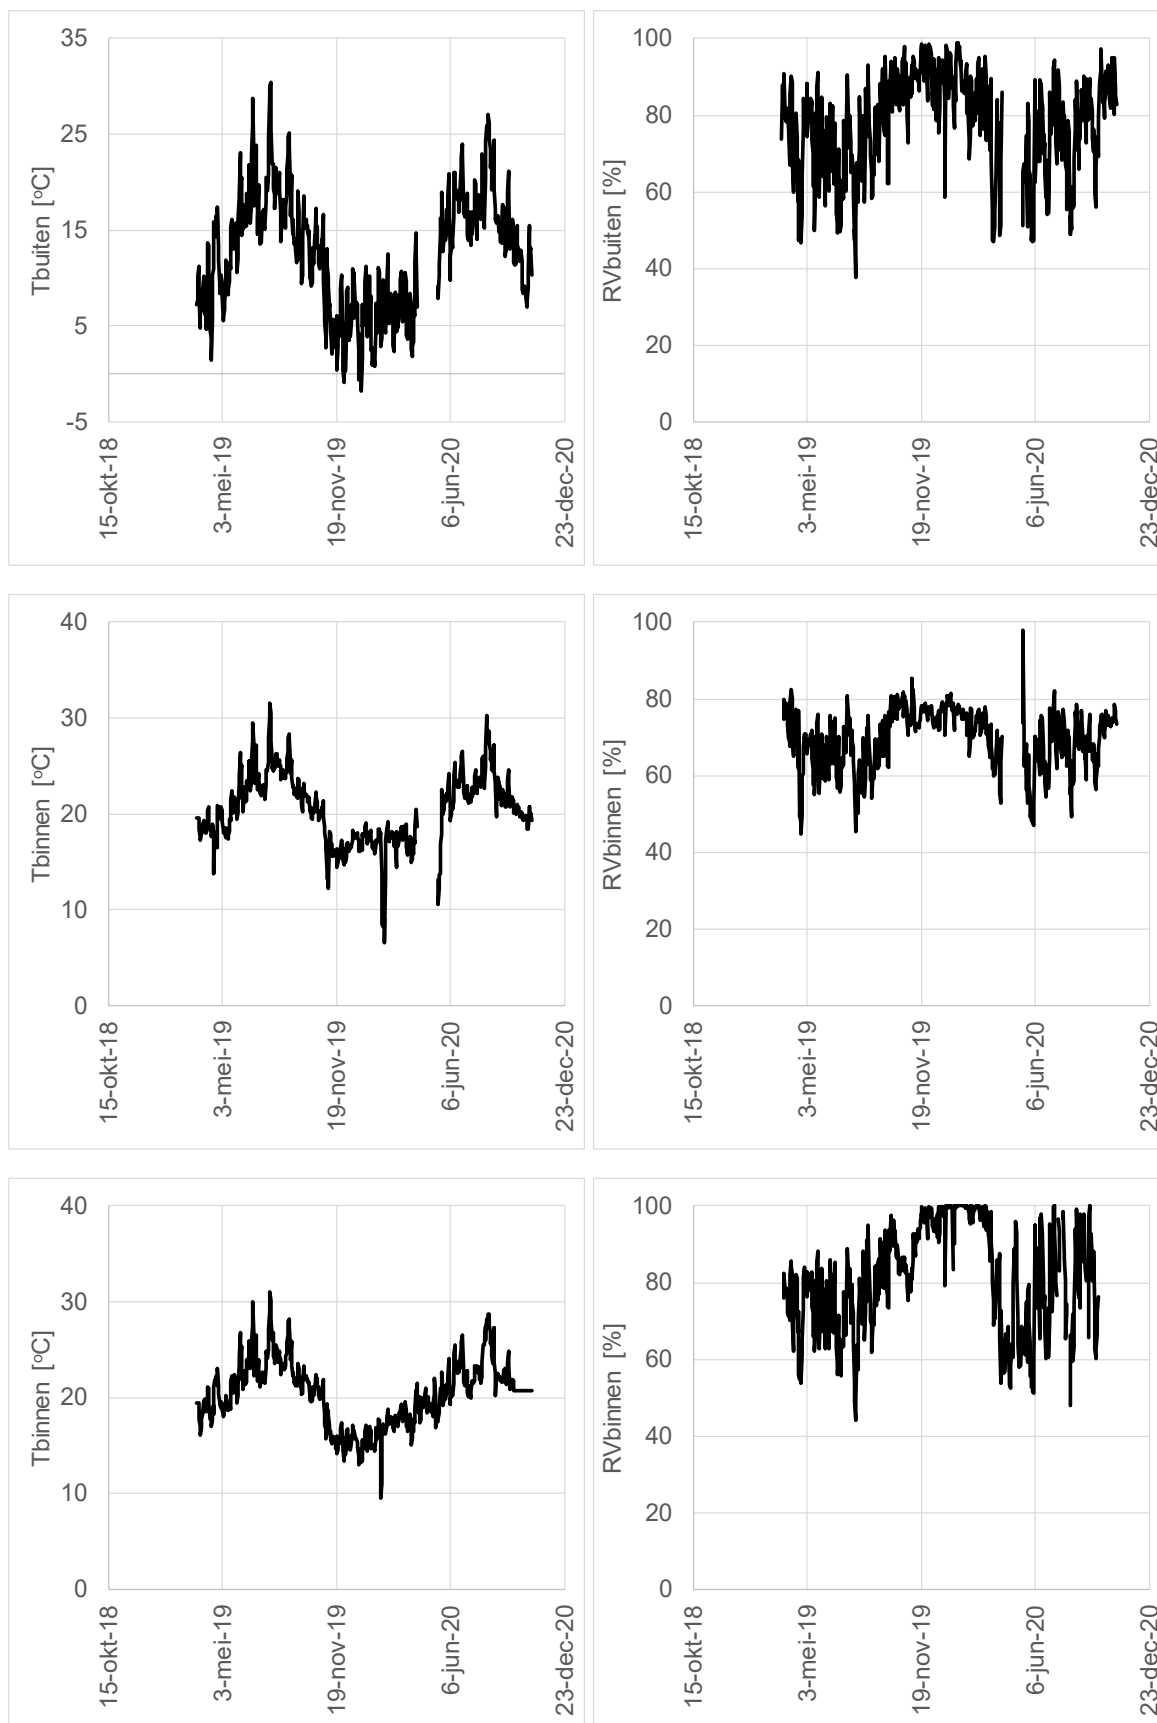 35
25
15
5
-5
Tbuiten [°C]
15-okt-18
3-mei-19
19-nov-19
6-jun-20
23-dec-20
100
80
60
40
20
0
RVbuiten [%]
15-okt-18
3-mei-19
19-nov-19
6-jun-20
23-dec-20
40
30
20
10
0
Tbinnen [°C]
15-okt-18
3-mei-19
19-nov-19
6-jun-20
23-dec-20
100
80
60
40
20
0
RVbinnen [%]
15-okt-18
3-mei-19
19-nov-19
6-jun-20
23-dec-20
40
30
20
10
0
Tbinnen [°C]
15-okt-18
3-mei-19
19-nov-19
6-jun-20
23-dec-20
100
80
60
40
20
0
RVbinnen [%]
15-okt-18
3-mei-19
19-nov-19
6-jun-20
23-dec-20